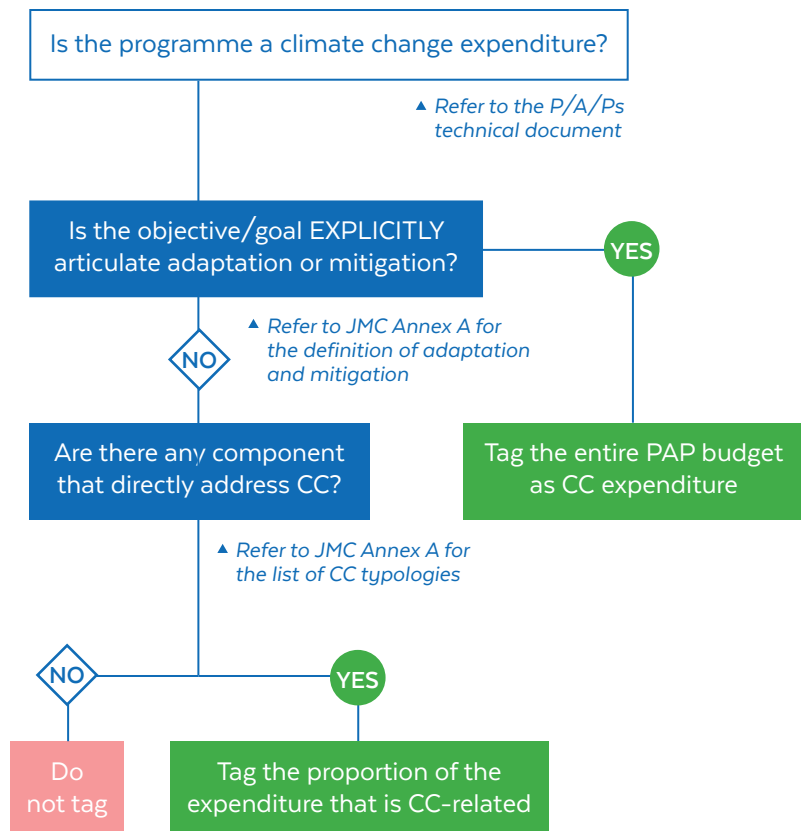 Is the programme a climate change expenditure?
▲ Refer to the P/A/Ps
technical document
Is the objective/goal EXPLICITLY
articulate adaptation or mitigation?
YES
▲ Refer to JMC Annex A for
the definition of adaptation
and mitigation
NO
Are there any component
that directly address CC?
Tag the entire PAP budget
as CC expenditure
▲ Refer to JMC Annex A for
the list of CC typologies
NO
YES
Do
not tag
Tag the proportion of the
expenditure that is CC-related